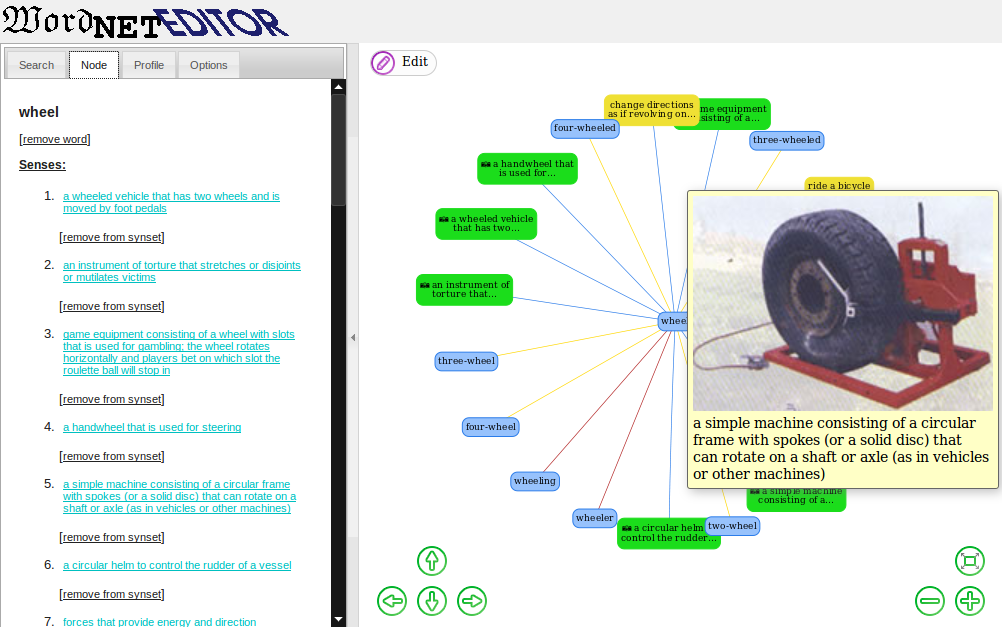 WordNET EDITOR
Search Node Profile Options
wheel
[remove word]
Senses:
1. a wheeled vehicle that has two wheels and is
moved by foot pedals
[remove from synset]
2. an instrument of torture that stretches or disjoints
or mutilates victims
[remove from synset]
3. game equipment consisting of a wheel with slots
that is used for gambling; the wheel rotates
horizontally and players bet on which slot the
roulette ball will stop in
[remove from synset]
4. a handwheel that is used for steering
[remove from synset]
5. a simple machine consisting of a circular frame
with spokes (or a solid disc) that can rotate on a
shaft or axle (as in vehicles or other machines)
[remove from synset]
6. a circular helm to control the rudder of a vessel
[remove from synset]
7. forces that provide energy and direction
Edit
change directions
as if revolving on...
me equipment
sisting of a...
four-wheeled
three-wheeled
a handwheel that
is used for...
ride a bicycle
a wheeled vehicle
that has two...
an instrument of
torture that...
wheel
three-wheel
four-wheel
a simple machine consisting of a circular
frame with spokes (or a solid disc) that
can rotate on a shaft or axle (as in vehicles
or other machines)
wheeling
a simple machine
consisting of a...
wheeler
a circular helm
control the rudder...
two-wheel